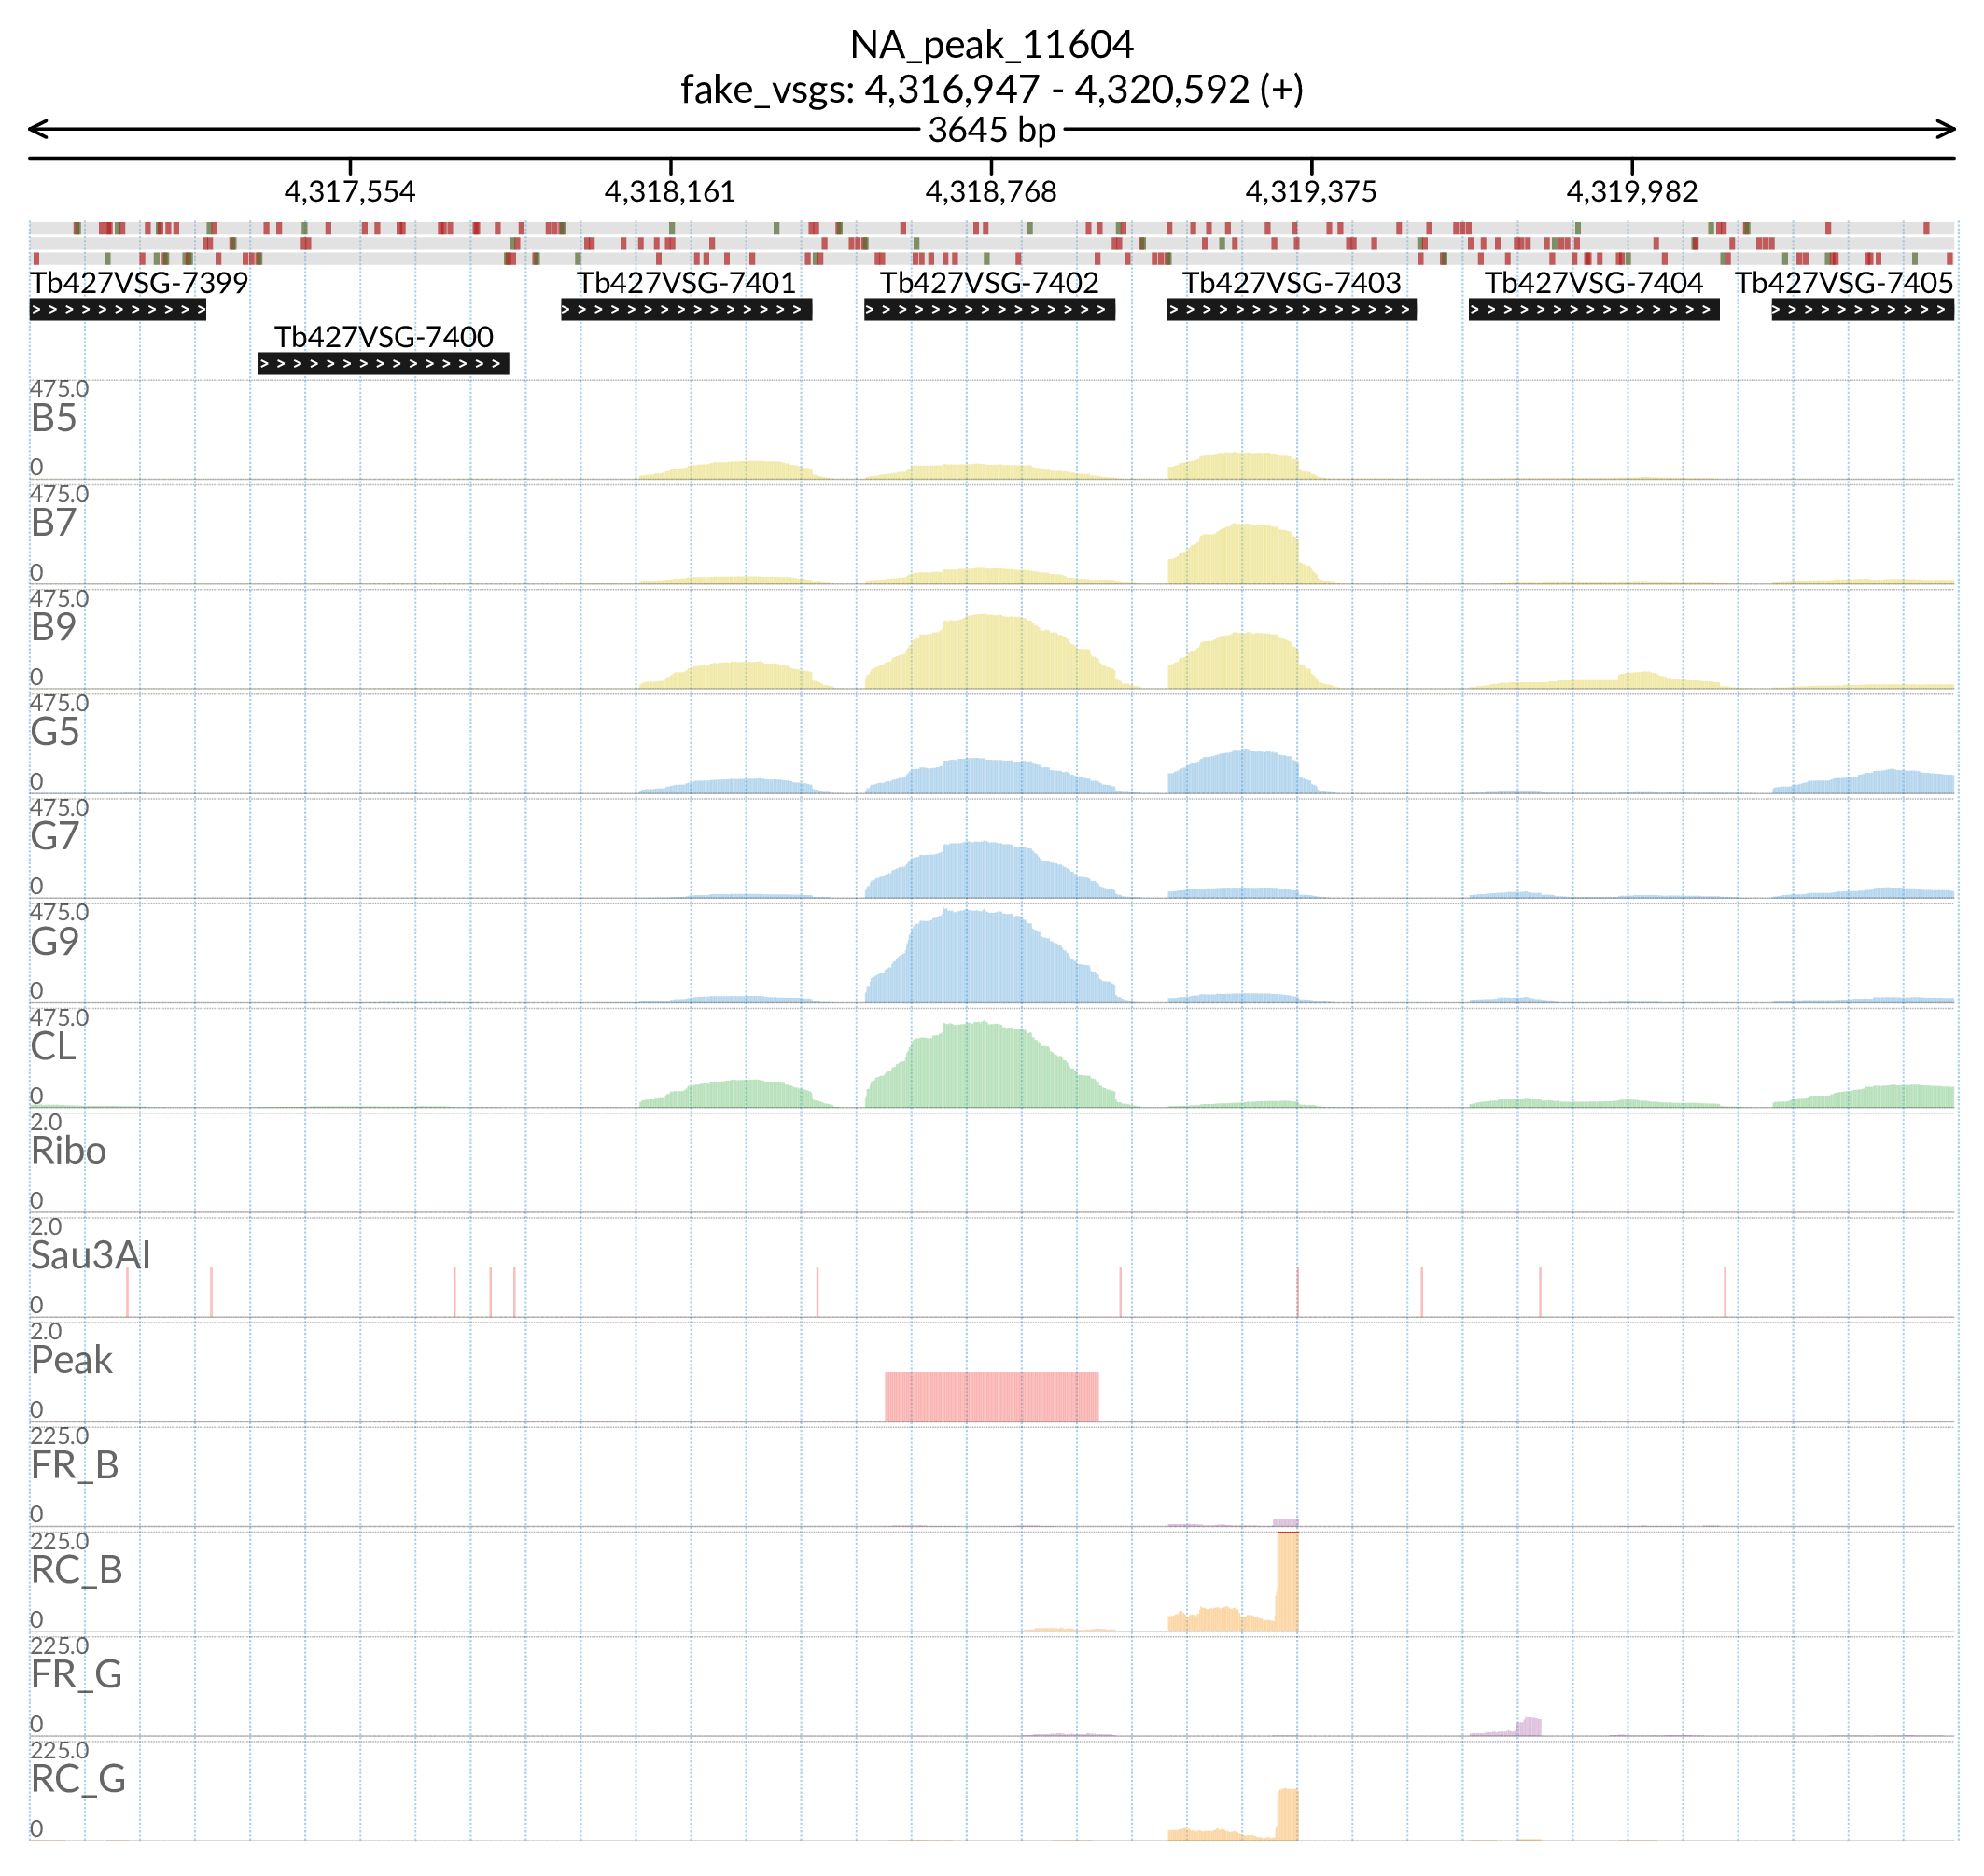 NA_peak_11604
fake_vsgs: 4,316,947 - 4,320,592 (+)
3645 bp
4,317,554 4,318,161 4,318,768 4,319,375 4,319,982
Tb427VSG-7399 Tb427VSG-7401 Tb427VSG-7402 Tb427VSG-7403 Tb427VSG-7404 Tb427VSG-7405
Tb427VSG-7400
475.0
B5
0
475.0
B7
0
475.0
B9
0
475.0
G5
0
475.0
G7
0
475.0
G9
0
475.0
CL
0
2.0
Ribo
0
2.0
Sau3AI
0
2.0
Peak
0
225.0
FR_B
0
225.0
RC_B
0
225.0
FR_G
0
225.0
RC_G
0